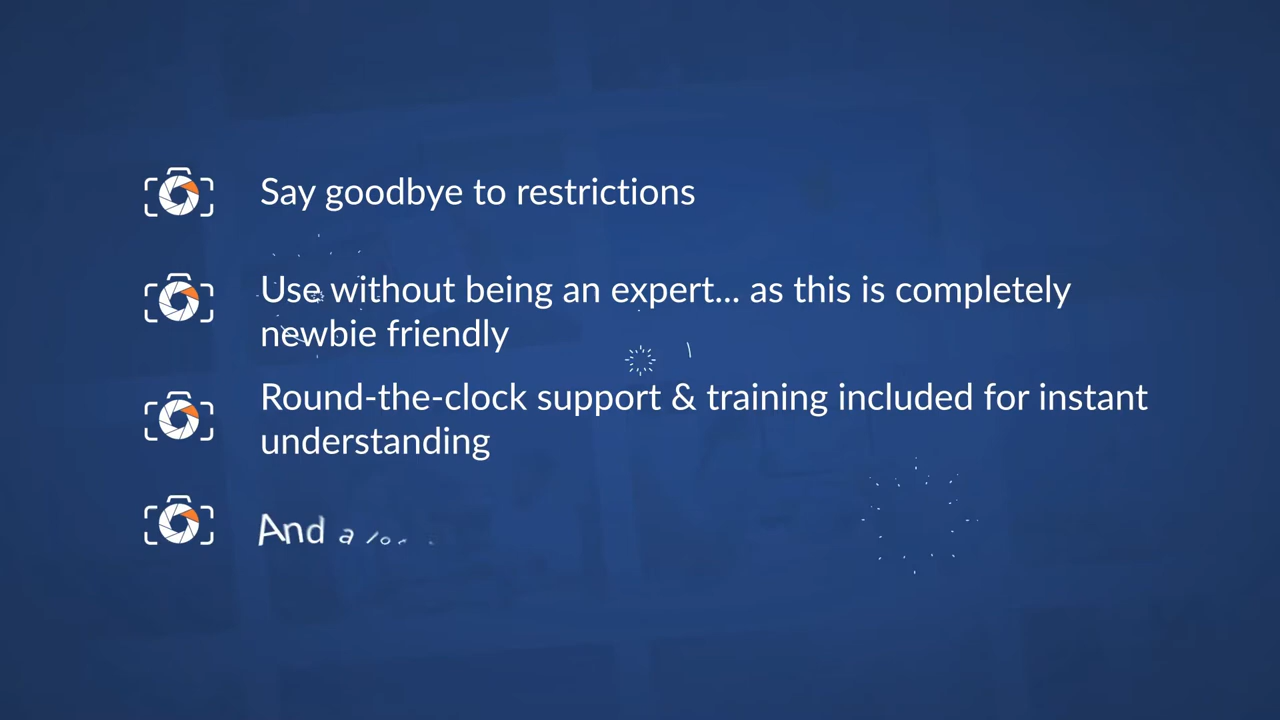 Say goodbye to restrictions
Use without being an expert... as this is completely
newbie friendly
Round-the-clock support & training included for instant
understanding
And a